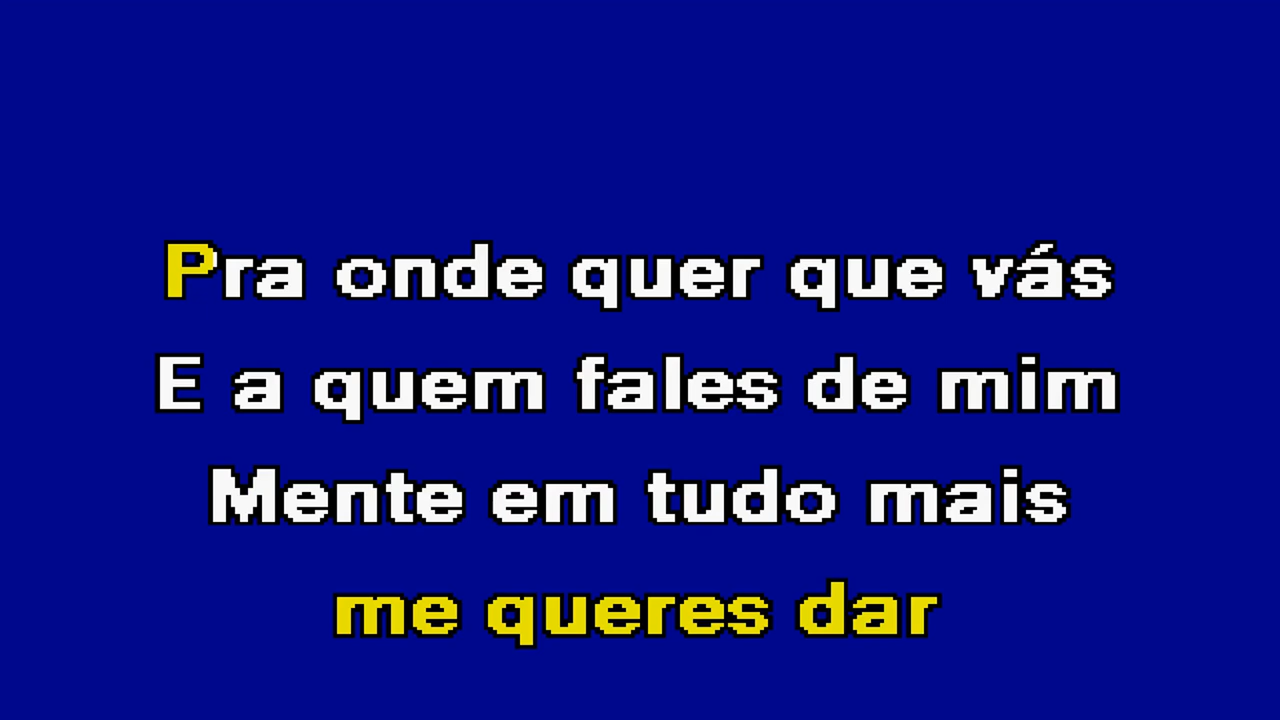 Pra onde quer que vás
E a quem fales de mim
Mente em tudo mais
me queres dar